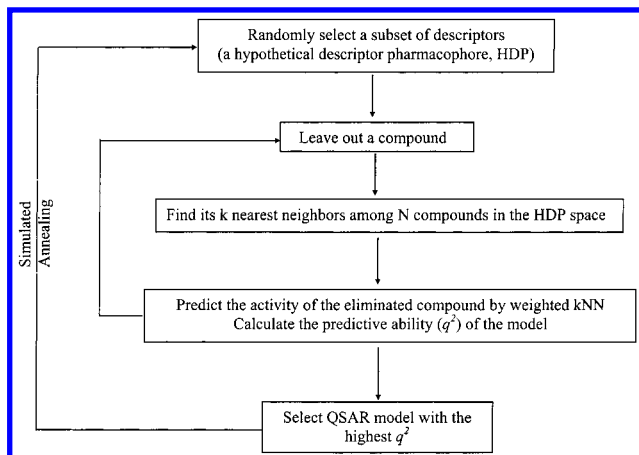 Randomly select a subset of descriptors
(a hypothetical descriptor pharmacophore, HDP)
Leave out a compound
Find its k nearest neighbors among N compounds in the HDP space
Simulated
Annealing
Predict the activity of the eliminated compound by weighted kNN
Calculate the predictive ability (q²) of the model
Select QSAR model with the
highest q²